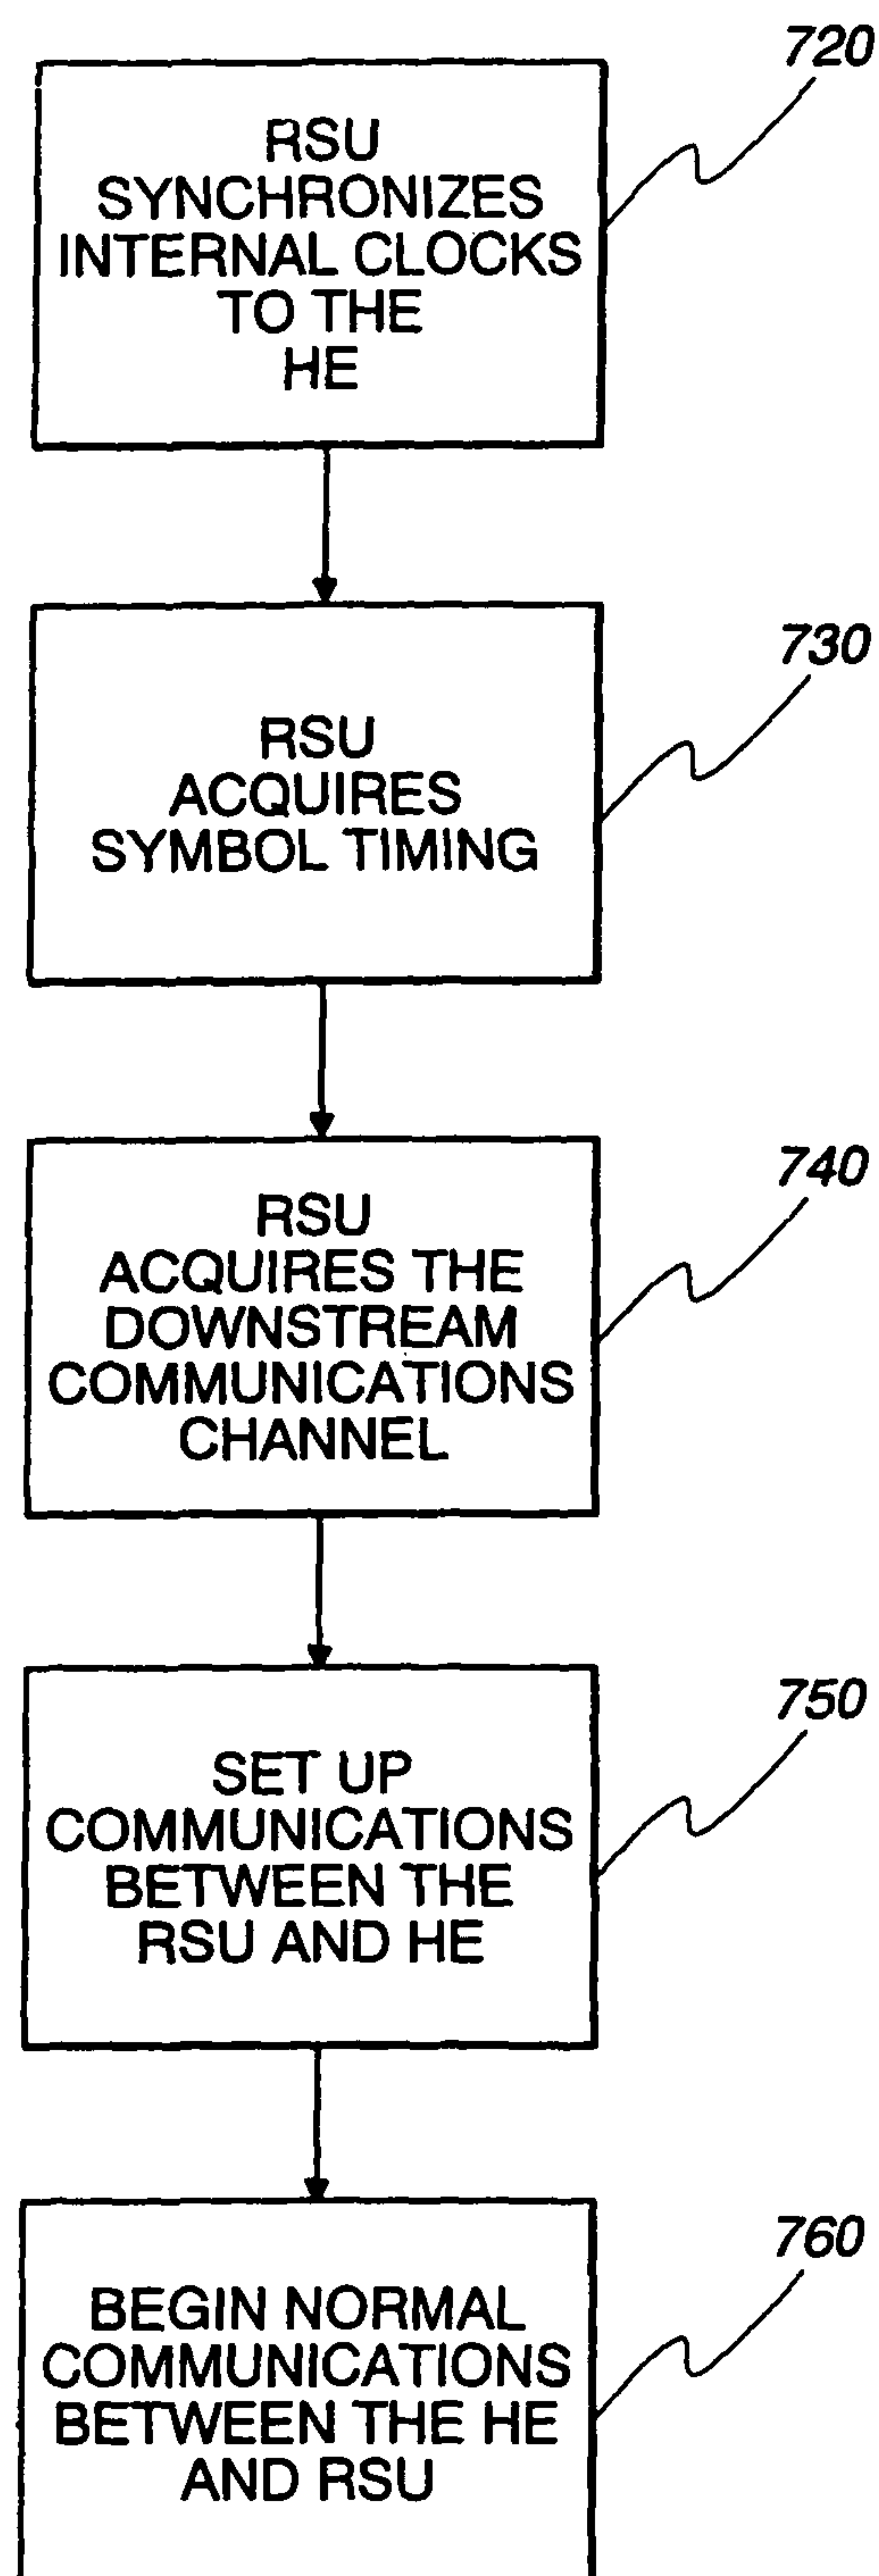 720
RSU
SYNCHRONIZES
INTERNAL CLOCKS
TO THE
HE
730
RSU
ACQUIRES
SYMBOL TIMING
740
RSU
ACQUIRES THE
DOWNSTREAM
COMMUNICATIONS
CHANNEL
750
SET UP
COMMUNICATIONS
BETWEEN THE
RSU AND HE
760
BEGIN NORMAL
COMMUNICATIONS
BETWEEN THE HE
AND RSU